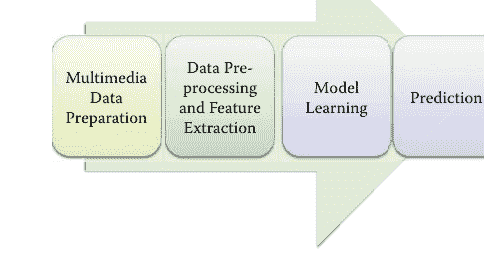 Multimedia
Data
Preparation
Data Pre-
processing
and Feature
Extraction
Model
Learning
Prediction